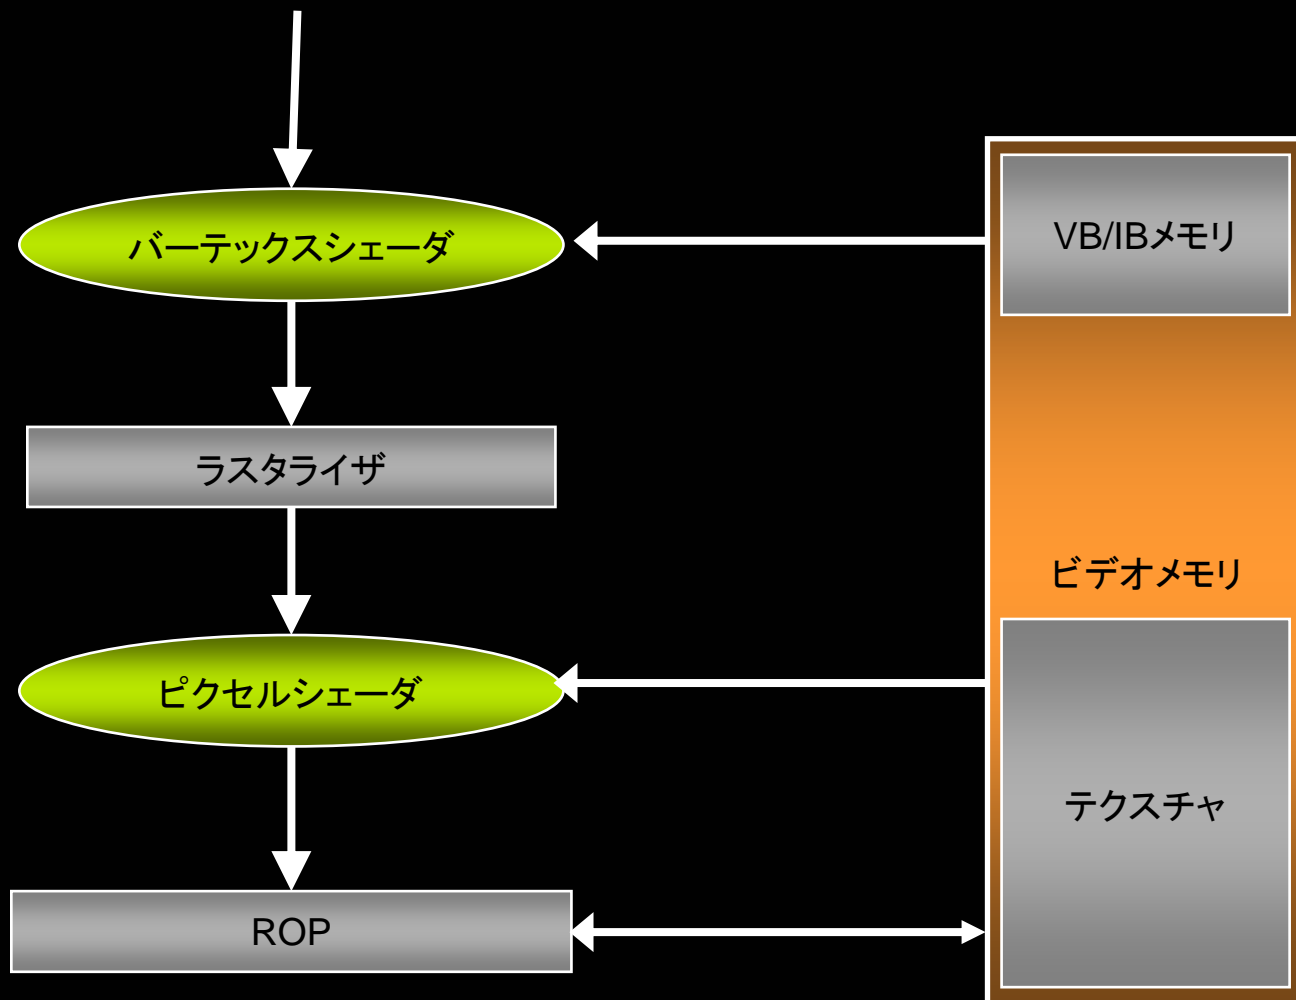 バーテックスシェーダ
VB/IBメモリ
ラスタライザ
ビデオメモリ
ピクセルシェーダ
テクスチャ
ROP